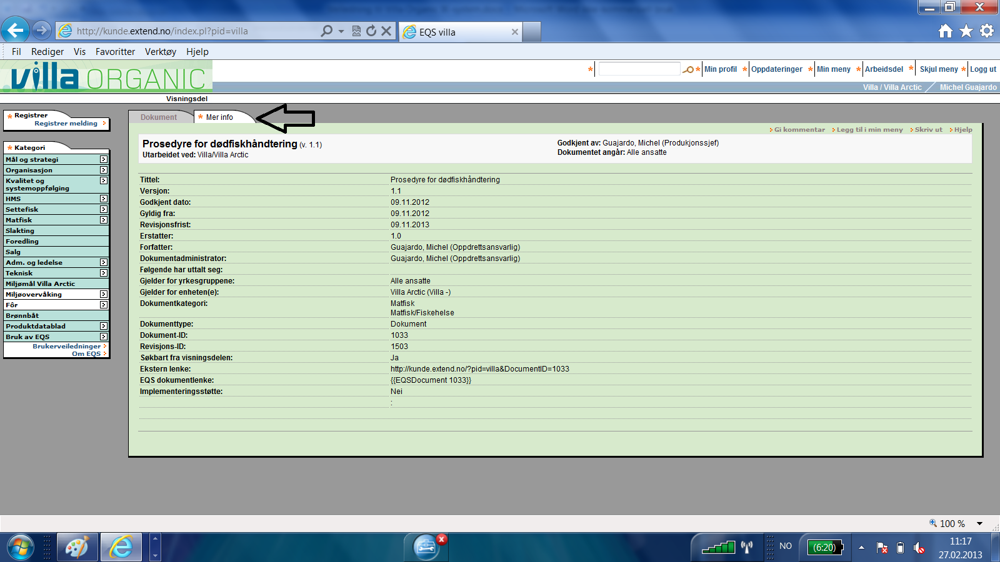 http://kunde.extend.no/index.pl?pid=villa
EQS villa
Fil Rediger Vis Favoritter Verktøy Hjelp
villa ORGANIC
Min profil Oppdateringer Min meny Arbeidsdel Skjul meny Logg ut
Villa / Villa Arctic Michel Guajardo
Visningsdel
Registrer
Registrer melding
Kategori
Mål og strategi
Organisasjon
Kvalitet og
systemoppfølging
HMS
Settefisk
Matfisk
Slakting
Foredling
Salg
Adm. og ledelse
Teknisk
Miljømål Villa Arctic
Miljøovervåking
Fôr
Brønnbåt
Produktdatablad
Bruk av EQS
Brukerveiledninger
Om EQS
Dokument Mer info
Gi kommentar Legg til i min meny Skriv ut Hjelp
Prosedyre for dødfiskhåndtering (v. 1.1)
Utarbeidet ved: Villa/Villa Arctic
Godkjent av: Guajardo, Michel (Produkjonssjef)
Dokumentet angår: Alle ansatte
Tittel: Prosedyre for dødfiskhåndtering
Versjon: 1.1
Godkjent dato: 09.11.2012
Gyldig fra: 09.11.2012
Revisjonsfrist: 09.11.2013
Erstatter: 1.0
Forfatter: Guajardo, Michel (Oppdrettsansvarlig)
Dokumentadministrator: Guajardo, Michel (Oppdrettsansvarlig)
Følgende har uttalt seg:
Gjelder for yrkesgruppene: Alle ansatte
Gjelder for enheten(e): Villa Arctic (Villa -)
Dokumentkategori: Matfisk
Matfisk/Fiskehelse
Dokumenttype: Dokument
Dokument-ID: 1033
Revisjons-ID: 1503
Søkbart fra visningsdelen: Ja
Ekstern lenke: http://kunde.extend.no/?pid=villa&DocumentID=1033
EQS dokumentlenke: {{EQSDocument 1033}}
Implementeringsstøtte: Nei
:
100 %
NO
(6:20)
11:17
27.02.2013